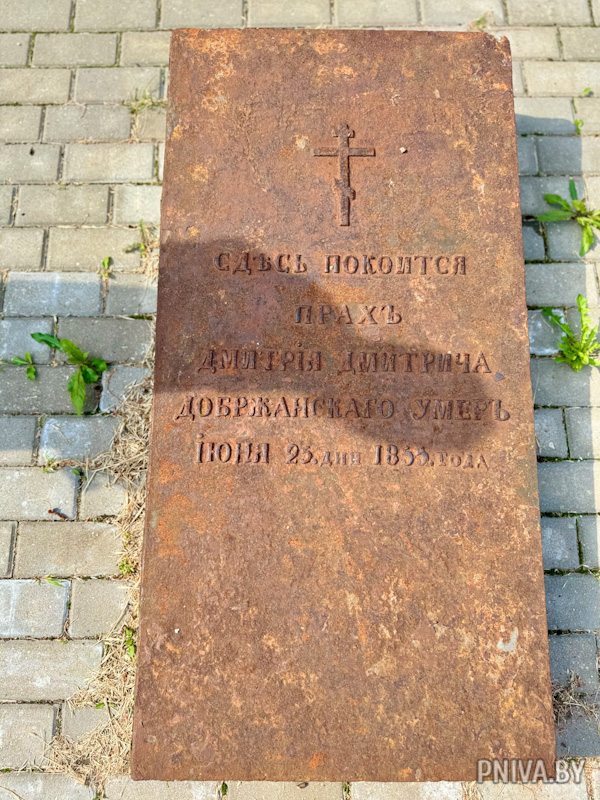 СДѢСЬ ПОКОИТСЯ
ПРАХЪ
ДМИТРІЯ ДМИТРИЧА
ДОБРЖАНСКАГО УМЕРЪ
ІЮНЯ 25. ДНЯ 1855. ГОДА
PNIVA.BY